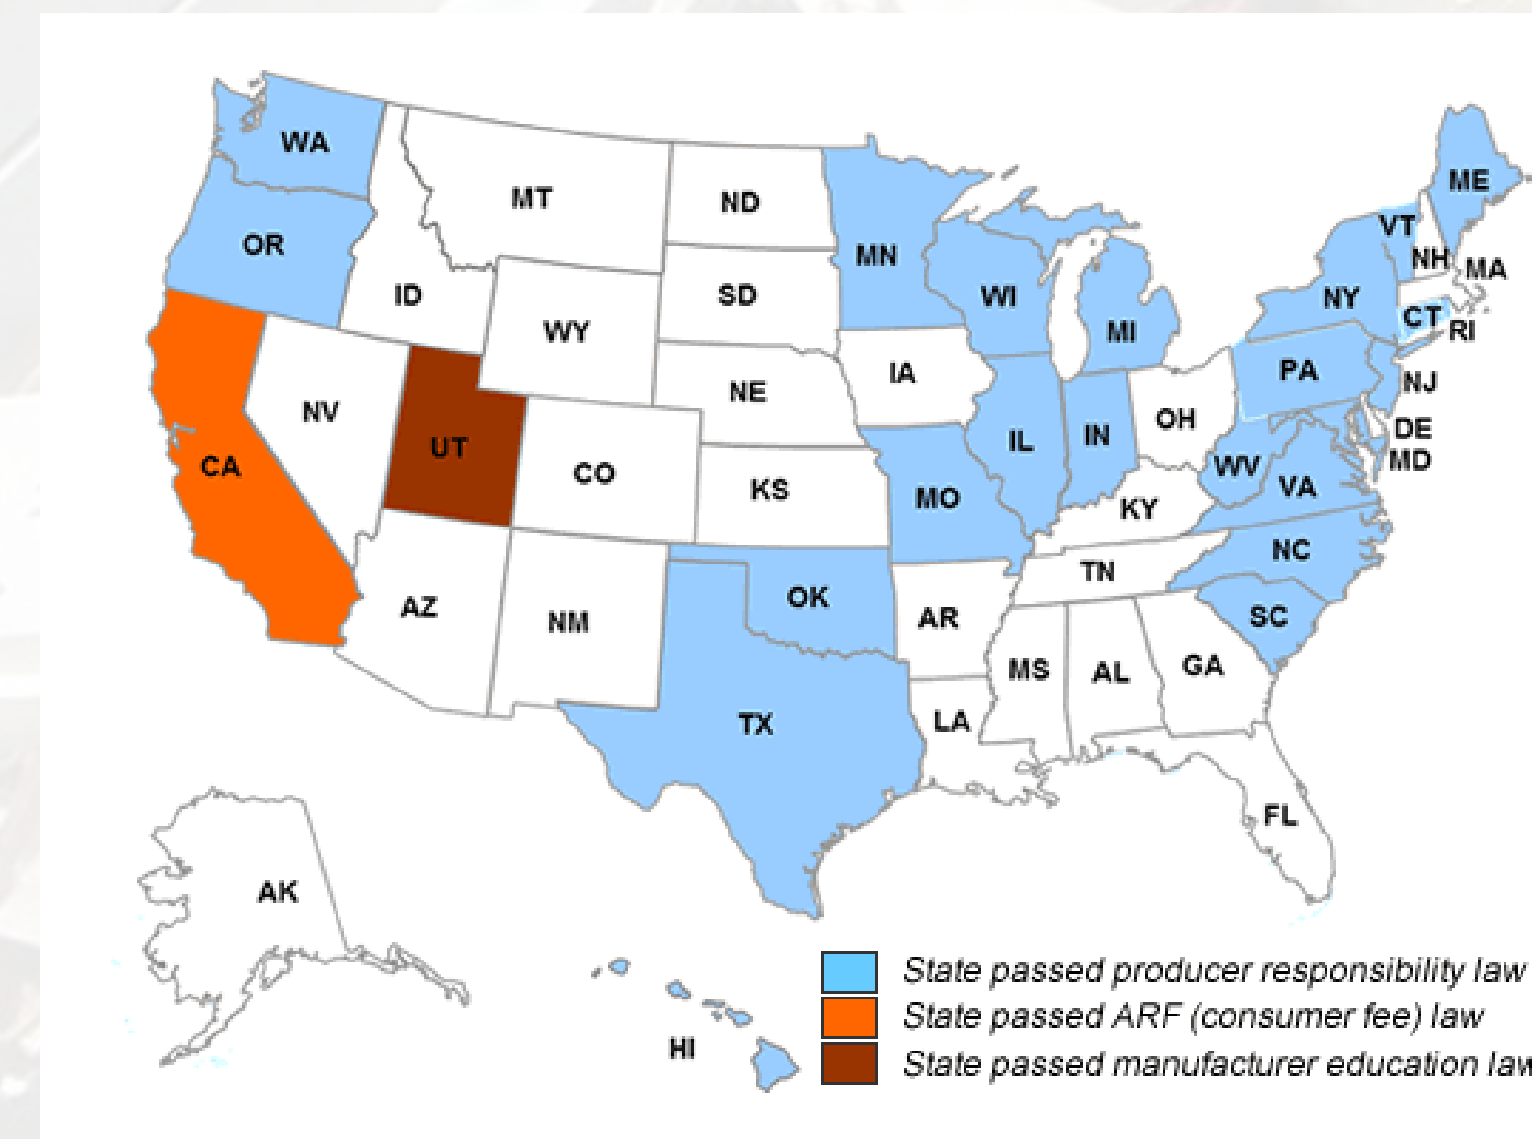 WA
MT
ND
ME
OR
MN
VT
NH
MA
ID
SD
WI
NY
WY
MI
CT
RI
IA
PA
NJ
NE
NV
OH
DE
UT
IL
IN
MD
CA
CO
WV
KS
MO
VA
KY
NC
TN
AZ
NM
OK
AR
SC
MS
AL
GA
TX
LA
FL
AK
HI
State passed producer responsibility law
State passed ARF (consumer fee) law
State passed manufacturer education law